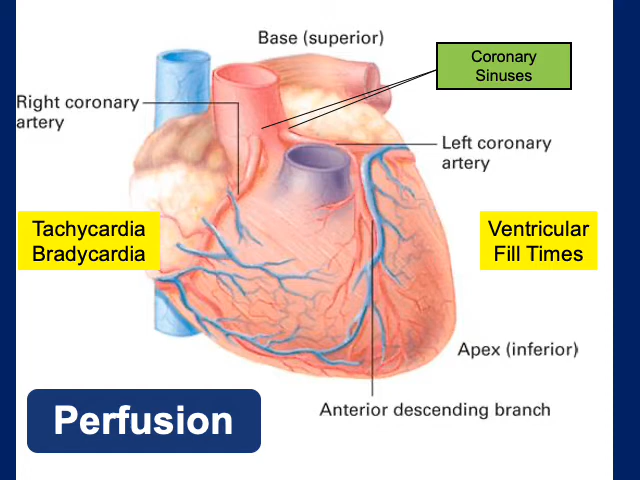 Base (superior)
Coronary
Sinuses
Right coronary
artery
Left coronary
artery
Tachycardia
Bradycardia
Ventricular
Fill Times
Apex (inferior)
Anterior descending branch
Perfusion